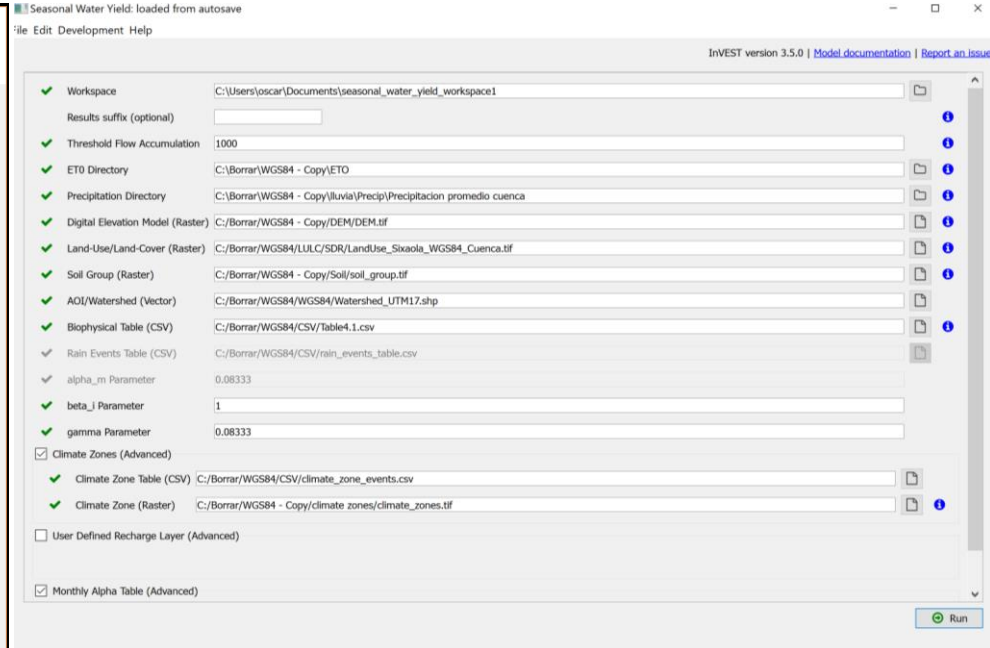 Seasonal Water Yield: loaded from autosave
File Edit Development Help
InVEST version 3.5.0 | Model documentation | Report an issue
Workspace C:\Users\oscar\Documents\seasonal_water_yield_workspace1
Results suffix (optional)
Threshold Flow Accumulation 1000
ET0 Directory C:\Borrar\WGS84 - Copy\ETO
Precipitation Directory C:\Borrar\WGS84 - Copy\lluvia\Precip\Precipitacion promedio cuenca
Digital Elevation Model (Raster) C:/Borrar/WGS84 - Copy/DEM/DEM.tif
Land-Use/Land-Cover (Raster) C:/Borrar/WGS84/LULC/SDR/LandUse_Sixaola_WGS84_Cuenca.tif
Soil Group (Raster) C:/Borrar/WGS84 - Copy/Soil/soil_group.tif
AOI/Watershed (Vector) C:/Borrar/WGS84/WGS84/Watershed_UTM17.shp
Biophysical Table (CSV) C:/Borrar/WGS84/CSV/Table4.1.csv
Rain Events Table (CSV) C:/Borrar/WGS84/CSV/rain_events_table.csv
alpha_m Parameter 0.08333
beta_i Parameter 1
gamma Parameter 0.08333
Climate Zones (Advanced)
Climate Zone Table (CSV) C:/Borrar/WGS84/CSV/climate_zone_events.csv
Climate Zone (Raster) C:/Borrar/WGS84 - Copy/climate zones/climate_zones.tif
User Defined Recharge Layer (Advanced)
Monthly Alpha Table (Advanced)
Run